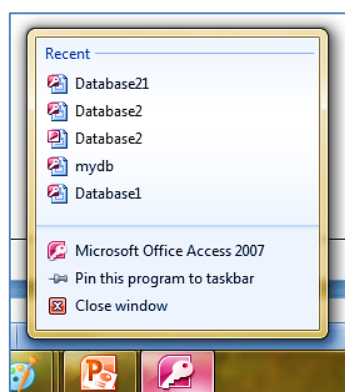 Recent
Database21
Database2
Database2
mydb
Database1
Microsoft Office Access 2007
Pin this program to taskbar
Close window